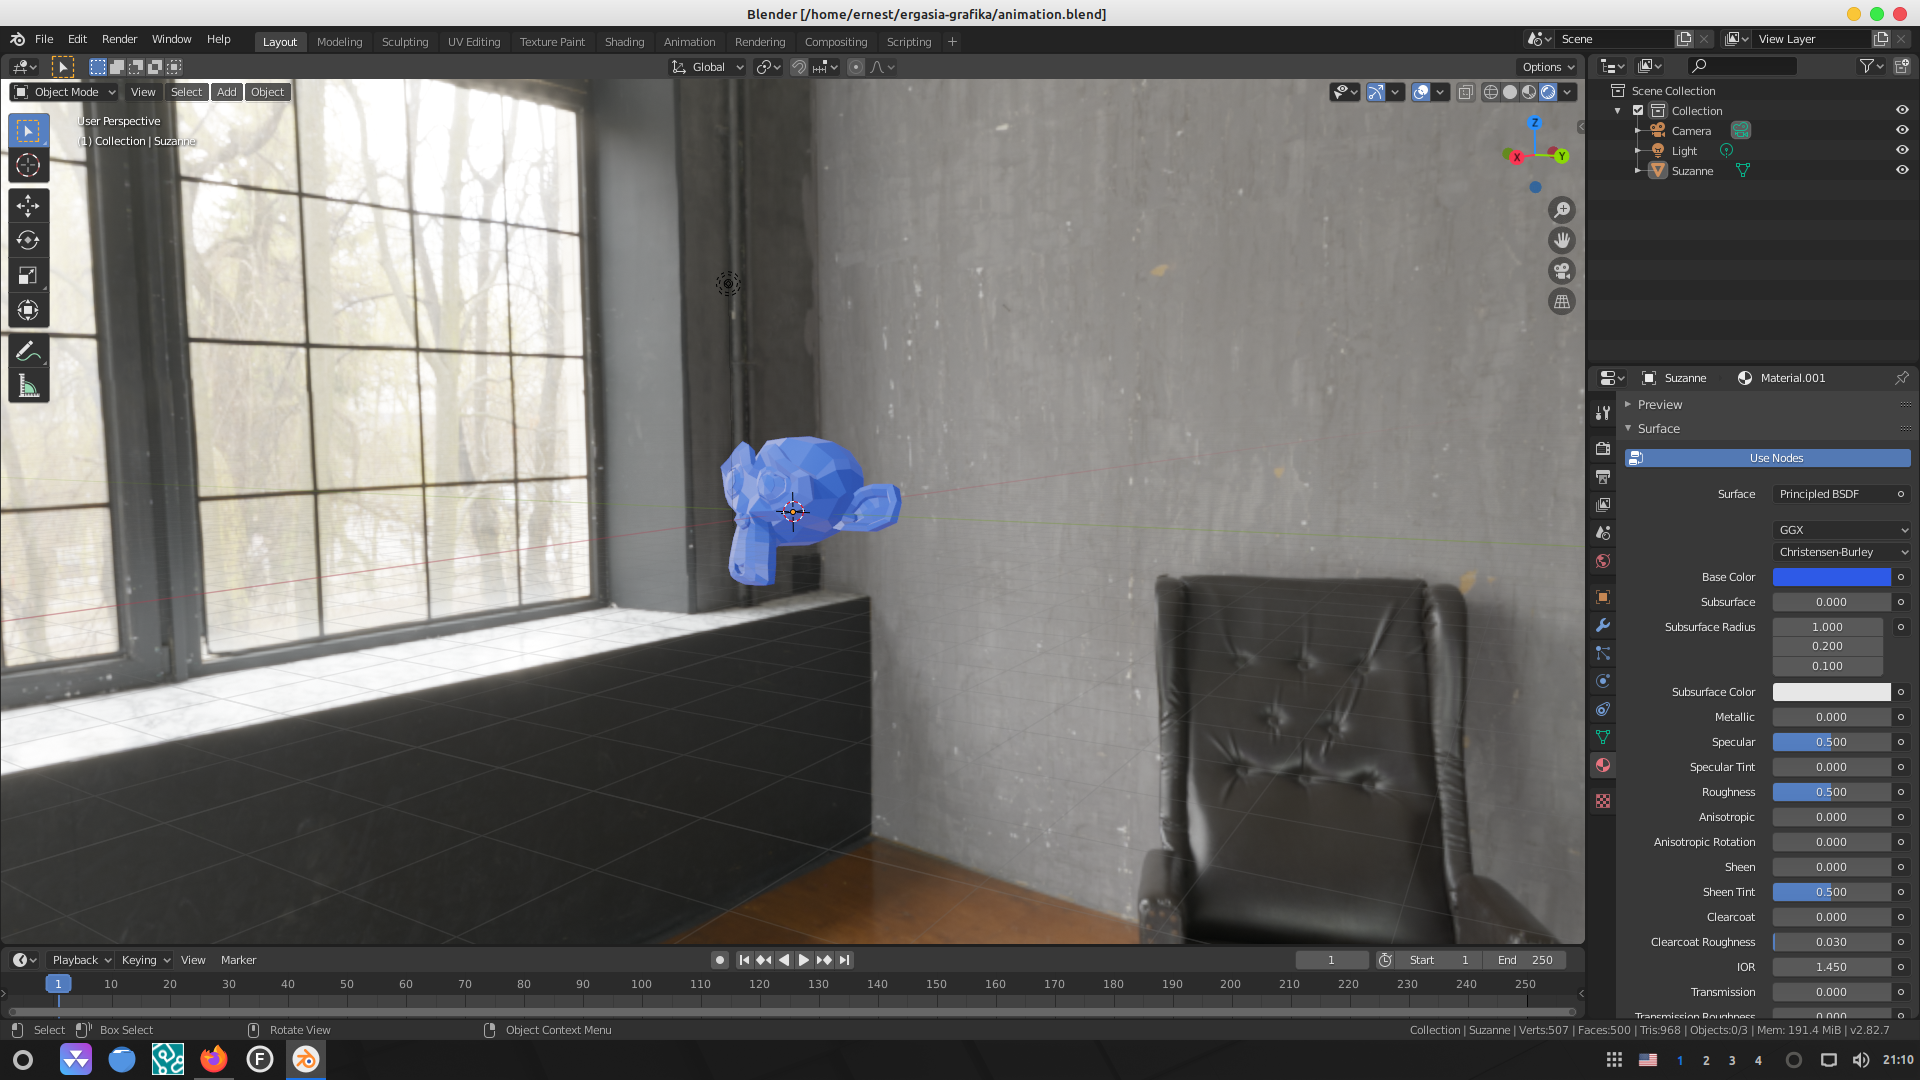 Blender [/home/ernest/ergasia-grafika/animation.blend]
File Edit Render Window Help
Layout Modeling Sculpting UV Editing Texture Paint Shading Animation Rendering Compositing Scripting +
Scene
View Layer
Global
Options
Object Mode View Select Add Object
User Perspective
(1) Collection | Suzanne
Z
X
Y
Scene Collection
Collection
Camera
Light
Suzanne
Suzanne Material.001
Preview
Surface
Use Nodes
Surface Principled BSDF
GGX
Christensen-Burley
Base Color
Subsurface 0.000
Subsurface Radius 1.000
0.200
0.100
Subsurface Color
Metallic 0.000
Specular 0.500
Specular Tint 0.000
Roughness 0.500
Anisotropic 0.000
Anisotropic Rotation 0.000
Sheen 0.000
Sheen Tint 0.500
Clearcoat 0.000
Clearcoat Roughness 0.030
IOR 1.450
Transmission 0.000
Transmission Roughness 0.000
Playback Keying View Marker
1 Start 1 End 250
1 10 20 30 40 50 60 70 80 90 100 110 120 130 140 150 160 170 180 190 200 210 220 230 240 250
Select Box Select Rotate View Object Context Menu
Collection | Suzanne | Verts:507 | Faces:500 | Tris:968 | Objects:0/3 | Mem: 191.4 MiB | v2.82.7
F
1 2 3 4 21:10